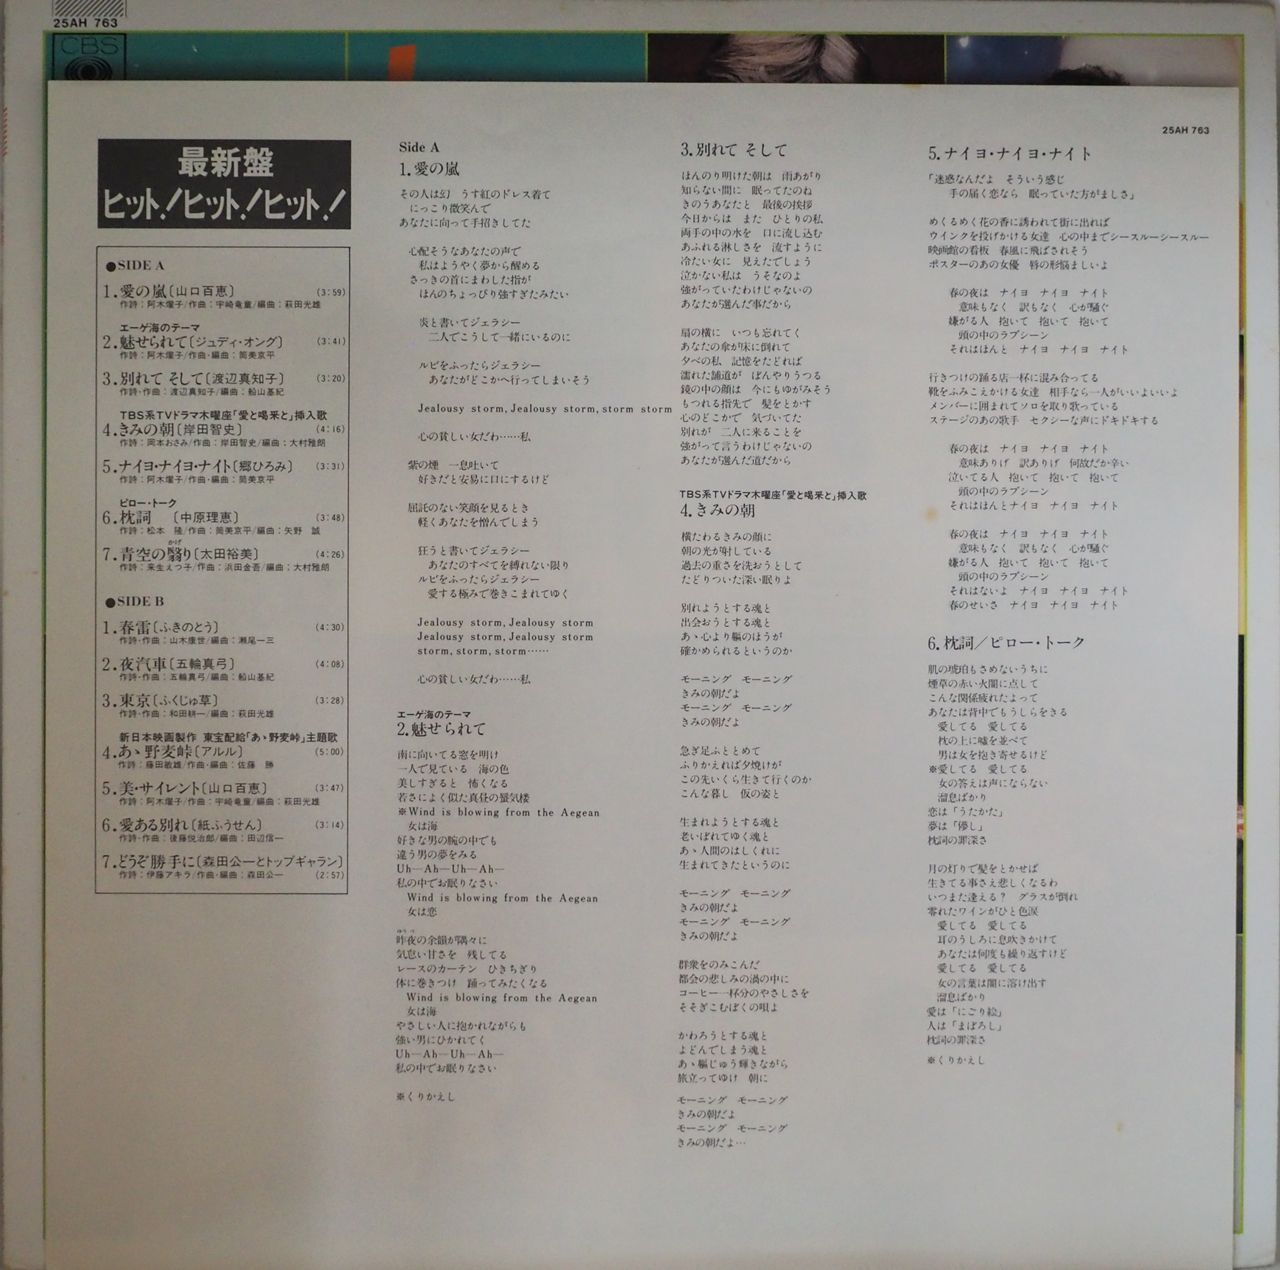 25AH 763
CBS
25AH 763
最新盤
ヒット!ヒット!ヒット!
●SIDE A
1.愛の嵐〔山口百恵〕 (3:59)
作詩:阿木燿子/作曲:宇崎竜童/編曲:萩田光雄
エーゲ海のテーマ
2.魅せられて〔ジュディ・オング〕 (3:41)
作詩:阿木燿子/作曲・編曲:筒美京平
3.別れて そして〔渡辺真知子〕 (3:20)
作詩・作曲:渡辺真知子/編曲:船山基紀
TBS系TVドラマ木曜座「愛と喝采と」挿入歌
4.きみの朝〔岸田智史〕 (4:16)
作詩:岡本おさみ/作曲:岸田智史/編曲:大村雅朗
5.ナイヨ・ナイヨ・ナイト〔郷ひろみ〕 (3:31)
作詩:阿木燿子/作曲・編曲:筒美京平
ピロー・トーク
6.枕詞 〔中原理恵〕 (3:48)
作詩:松本 隆/作曲:筒美京平/編曲:矢野 誠
7.青空の翳り〔太田裕美〕 (4:26)
かげ
作詩:来生えつ子/作曲:浜田金吾/編曲:大村雅朗
●SIDE B
1.春雷〔ふきのとう〕 (4:30)
作詩・作曲:山木康世/編曲:瀬尾一三
2.夜汽車〔五輪真弓〕 (4:08)
作詩・作曲:五輪真弓/編曲:船山基紀
3.東京〔ふくじゅ草〕 (3:28)
作詩・作曲:和田耕一/編曲:萩田光雄
新日本映画製作 東宝配給「あゝ野麦峠」主題歌
4.あゝ野麦峠〔アルル〕 (5:00)
作詩:藤田敏雄/作曲・編曲:佐藤 勝
5.美・サイレント〔山口百恵〕 (3:47)
作詩:阿木燿子/作曲:宇崎竜童/編曲:萩田光雄
6.愛ある別れ〔紙ふうせん〕 (3:14)
作詩・作曲:後藤悦治郎/編曲:田辺信一
7.どうぞ勝手に〔森田公一とトップギャラン〕
作詩:伊藤アキラ/作曲・編曲:森田公一 (2:57)
Side A
1.愛の嵐
その人は幻 うす紅のドレス着て
にっこり微笑んで
あなたに向って手招きしてた
心配そうなあなたの声で
私はようやく夢から醒める
さっきの首にまわした指が
ほんのちょっぴり強すぎたみたい
炎と書いてジェラシー
二人でこうして一緒にいるのに
ルビをふったらジェラシー
あなたがどこかへ行ってしまいそう
Jealousy storm, Jealousy storm, storm storm
心の貧しい女だわ……私
紫の煙 一息吐いて
好きだと安易に口にするけど
屈託のない笑顔を見るとき
軽くあなたを憎んでしまう
狂うと書いてジェラシー
あなたのすべてを縛れない限り
ルビをふったらジェラシー
愛する極みで巻きこまれてゆく
Jealousy storm, Jealousy storm
Jealousy storm, Jealousy storm
storm, storm, storm……
心の貧しい女だわ……私
エーゲ海のテーマ
2.魅せられて
南に向いてる窓を明け
一人で見ている 海の色
美しすぎると 怖くなる
若さによく似た真昼の蜃気楼
※Wind is blowing from the Aegean
女は海
好きな男の腕の中でも
違う男の夢をみる
Uh—Ah—Uh—Ah—
私の中でお眠りなさい
Wind is blowing from the Aegean
女は恋
昨夜の余韻が隅々に
気怠い甘さを 残してる
レースのカーテン ひきちぎり
体に巻きつけ 踊ってみたくなる
Wind is blowing from the Aegean
女は海
やさしい人に抱かれながらも
強い男にひかれてく
Uh—Ah—Uh—Ah—
私の中でお眠りなさい
※くりかえし
3.別れて そして
ほんのり明けた朝は 雨あがり
知らない間に 眠ってたのね
きのうあなたと 最後の挨拶
今日からは また ひとりの私
両手の中の水を 口に流し込む
あふれる淋しさを 流すように
冷たい女に 見えたでしょう
泣かない私は うそなのよ
強がっていたわけじゃないの
あなたが選んだ事だから
扇の横に いつも忘れてく
あなたの傘が床に倒れて
夕べの私 記憶をたどれば
濡れた舗道が ぼんやりうつる
鏡の中の顔は 今にもゆがみそう
もつれる指先で 髪をとかす
心のどこかで 気づいてた
別れが 二人に来ることを
強がって言うわけじゃないの
あなたが選んだ道だから
TBS系TVドラマ木曜座「愛と喝采と」挿入歌
4.きみの朝
横たわるきみの顔に
朝の光が射している
過去の重さを洗おうとして
たどりついた深い眠りよ
別れようとする魂と
出会おうとする魂と
あゝ心より軀のほうが
確かめられるというのか
モーニング モーニング
きみの朝だよ
モーニング モーニング
きみの朝だよ
急ぎ足ふととめて
ふりかえれば夕焼けが
この先いくら生きて行くのか
こんな暮し 仮の姿と
生まれようとする魂と
老いぼれてゆく魂と
あゝ人間のはしくれに
生まれてきたというのに
モーニング モーニング
きみの朝だよ
モーニング モーニング
きみの朝だよ
群衆をのみこんだ
都会の悲しみの渦の中に
コーヒー一杯分のやさしさを
そそぎこむぼくの唄よ
かわろうとする魂と
よどんでしまう魂と
あゝ軀じゅう輝きながら
旅立ってゆけ 朝に
モーニング モーニング
きみの朝だよ
モーニング モーニング
きみの朝だよ…
5.ナイヨ・ナイヨ・ナイト
「迷惑なんだよ そういう感じ
手の届く恋なら 眠っていた方がましさ」
めくるめく花の香に誘われて街に出れば
ウインクを投げかける女達 心の中までシースルーシースルー
映画館の看板 春風に飛ばされそう
ポスターのあの女優 唇の形悩ましいよ
春の夜は ナイヨ ナイヨ ナイト
意味もなく 訳もなく 心が騒ぐ
嫌がる人 抱いて 抱いて 抱いて
頭の中のラブシーン
それはほんと ナイヨ ナイヨ ナイト
行きつけの踊る店一杯に混み合ってる
靴をふみこえかける女達 相手なら一人がいいよいいよ
メンバーに囲まれてソロを取り歌っている
ステージのあの歌手 セクシーな声にドキドキする
春の夜は ナイヨ ナイヨ ナイト
意味ありげ 訳ありげ 何故だか辛い
泣いてる人 抱いて 抱いて 抱いて
頭の中のラブシーン
それはほんとナイヨ ナイヨ ナイト
春の夜は ナイヨ ナイヨ ナイト
意味もなく 訳もなく 心が騒ぐ
嫌がる人 抱いて 抱いて 抱いて
頭の中のラブシーン
それはないよ ナイヨ ナイヨ ナイト
春のせいさ ナイヨ ナイヨ ナイト
6.枕詞/ピロー・トーク
肌の琥珀もさめないうちに
煙草の赤い火闇に点して
こんな関係疲れたよって
あなたは背中でもうしらをきる
愛してる 愛してる
枕の上に嘘を並べて
男は女を抱き寄せるけど
※愛してる 愛してる
女の答えは声にならない
溜息ばかり
恋は「うたかた」
夢は「儚し」
枕詞の罪深さ
月の灯りで髪をとかせば
生きてる事さえ悲しくなるわ
いつまた逢える? グラスが倒れ
零れたワインがひと色涙
愛してる 愛してる
耳のうしろに息吹きかけて
あなたは何度も繰り返すけど
愛してる 愛してる
女の言葉は闇に溶け出す
溜息ばかり
愛は「にごり絵」
人は「まぼろし」
枕詞の罪深さ
※くりかえし